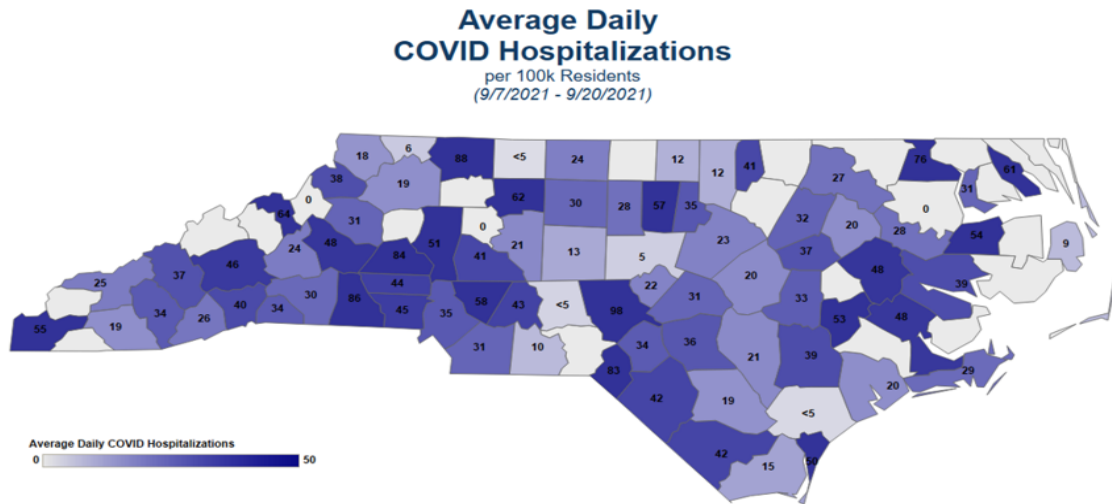 Average Daily
COVID Hospitalizations
per 100k Residents
(9/7/2021 - 9/20/2021)
6
18 88 <5 24 12 41 76
12 61
38 19 27
64 0 62 30 28 57 35 31
31 32 20 0
24 48 51 0 21 23 28 54
46 84 41 13 5 37 9
37 20 48
25 44 22 39
86 58 31 33
30 45 43 <5 98 53 48
55 19 34 26 40 34 35
31 10 34 36 21 39
83 20 29
42 19 <5
42 15 50
Average Daily COVID Hospitalizations
0 50